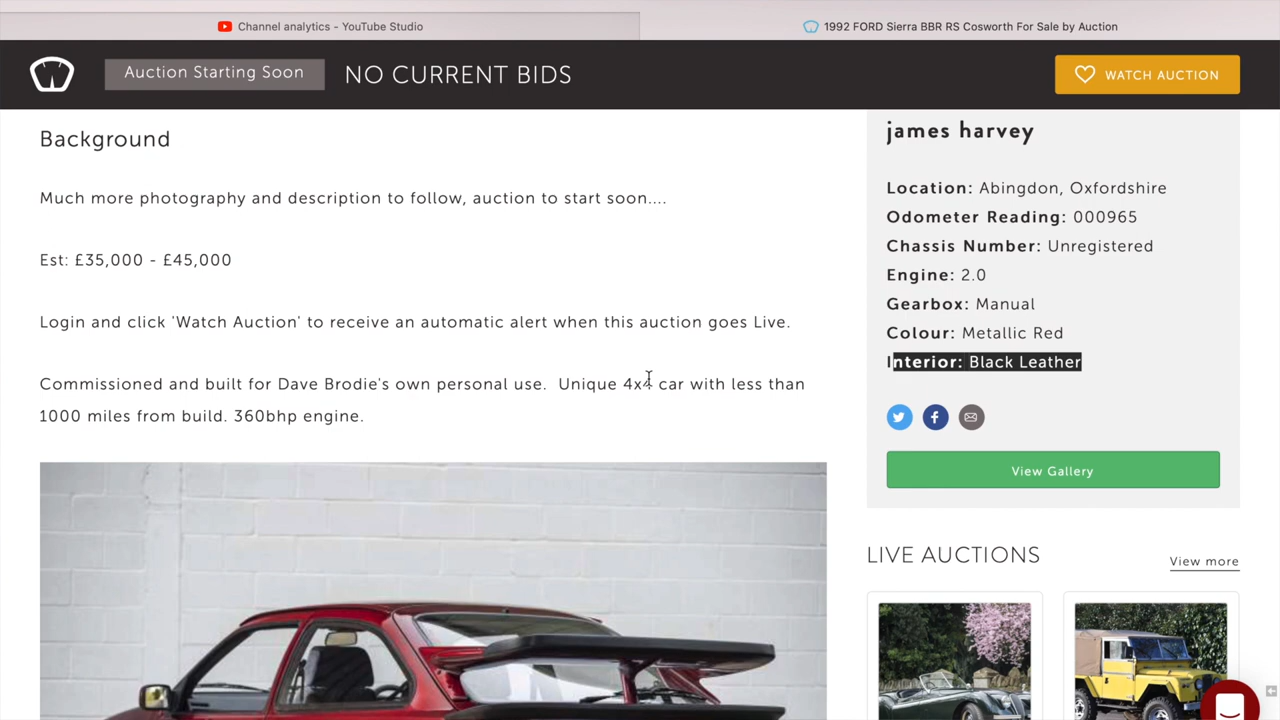 Channel analytics - YouTube Studio
1992 FORD Sierra BBR RS Cosworth For Sale by Auction
Auction Starting Soon
NO CURRENT BIDS
WATCH AUCTION
Background
Much more photography and description to follow, auction to start soon....
Est: £35,000 - £45,000
Login and click 'Watch Auction' to receive an automatic alert when this auction goes Live.
Commissioned and built for Dave Brodie's own personal use.  Unique 4x4 car with less than
1000 miles from build. 360bhp engine.
james harvey
Location: Abingdon, Oxfordshire
Odometer Reading: 000965
Chassis Number: Unregistered
Engine: 2.0
Gearbox: Manual
Colour: Metallic Red
Interior: Black Leather
View Gallery
LIVE AUCTIONS
View more